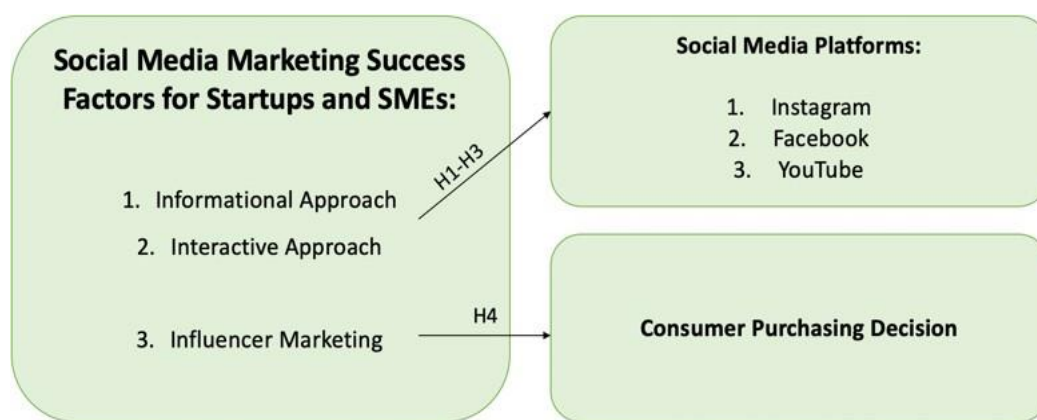 Social Media Marketing Success
Factors for Startups and SMEs:
1. Informational Approach
2. Interactive Approach
3. Influencer Marketing
H1-H3
H4
Social Media Platforms:
1. Instagram
2. Facebook
3. YouTube
Consumer Purchasing Decision